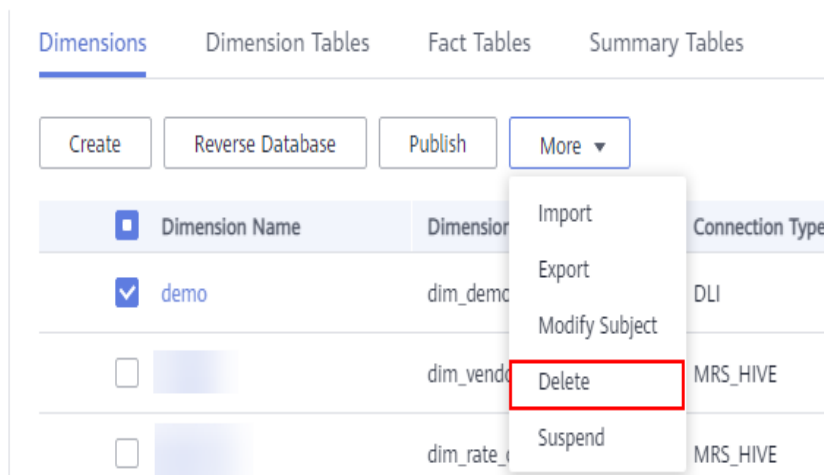 Dimensions Dimension Tables Fact Tables Summary Tables
Create Reverse Database Publish More
Import
Dimension Name Dimension Connection Type
Export
demo dim_demo DLI
Modify Subject
dim_vendo MRS_HIVE
Delete
Suspend
dim_rate_ MRS_HIVE